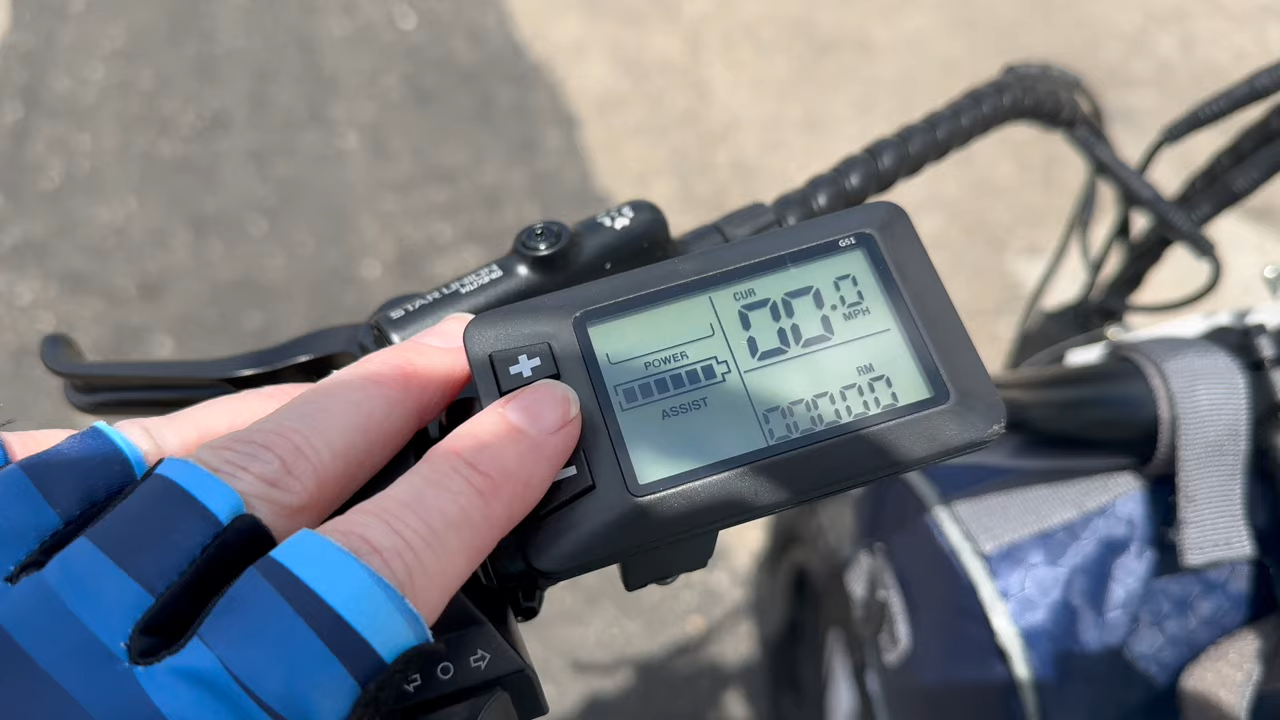 STAR UNION
G51
CUR
00.0
MPH
POWER
ASSIST
RM
00000
+
-